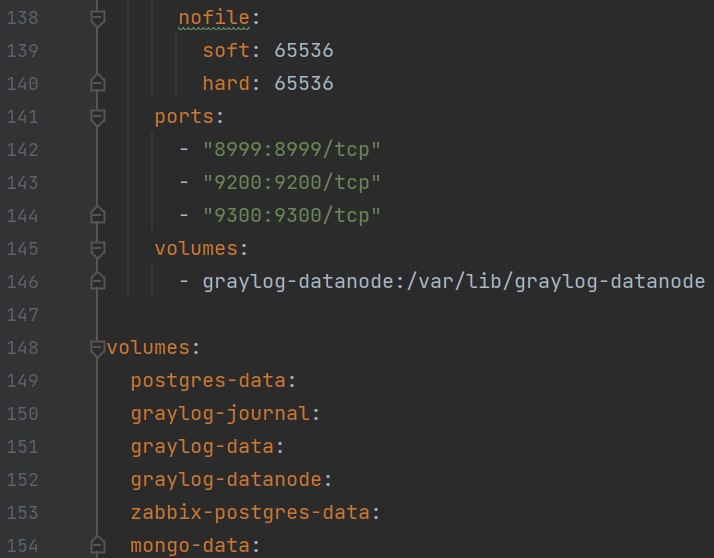 138 nofile:
139 soft: 65536
140 hard: 65536
141 ports:
142 - "8999:8999/tcp"
143 - "9200:9200/tcp"
144 - "9300:9300/tcp"
145 volumes:
146 - graylog-datanode:/var/lib/graylog-datanode
147
148 volumes:
149 postgres-data:
150 graylog-journal:
151 graylog-data:
152 graylog-datanode:
153 zabbix-postgres-data:
154 mongo-data: